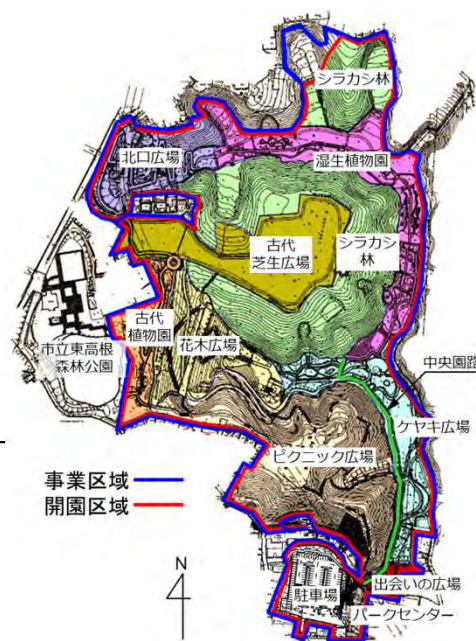 シラカシ林
北口広場
湿生植物園
古代
芝生広場
シラカシ
林
古代
植物園
花木広場
市立東高根
森林公園
中央園路
ケヤキ広場
ピクニック広場
事業区域
開園区域
N
出会いの広場
駐車場
パークセンター